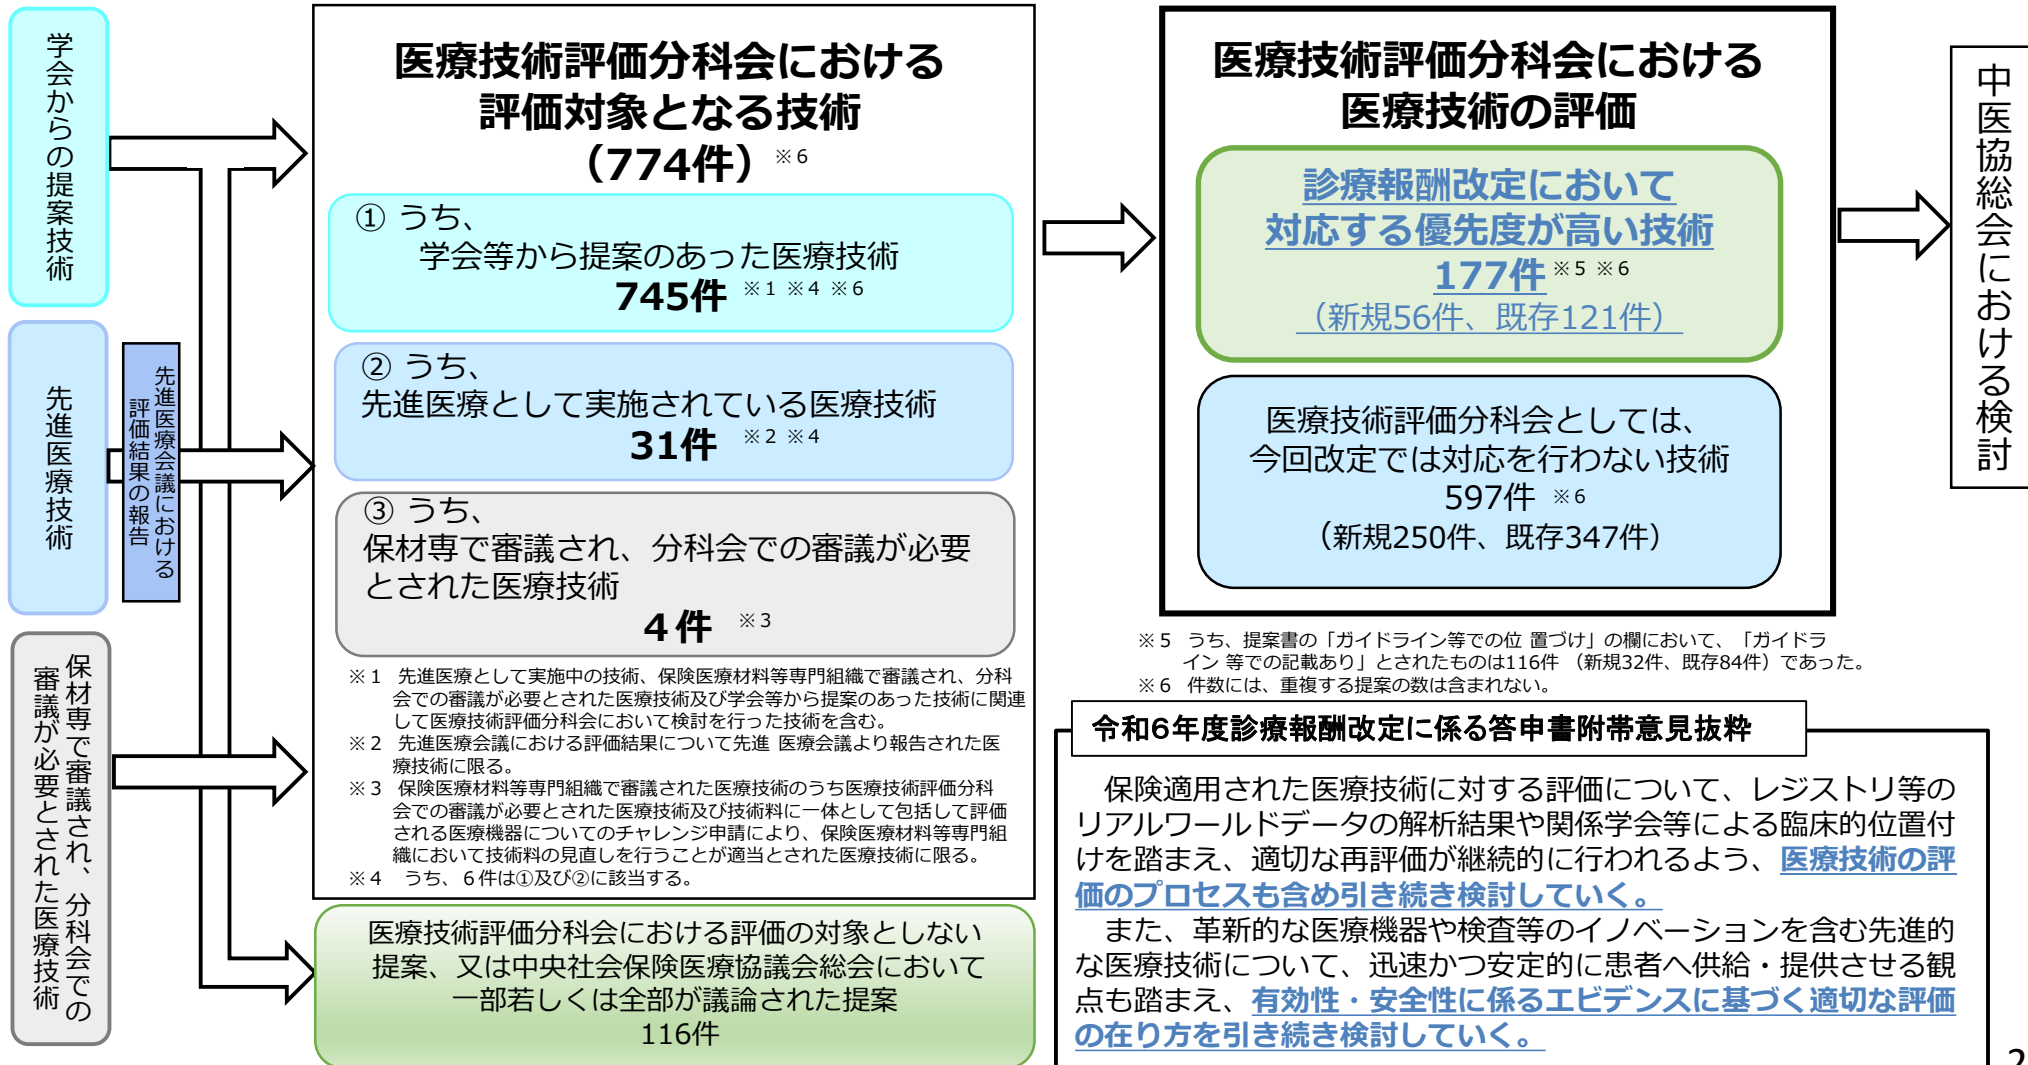 学会からの提案技術
先進医療技術
先進医療会議における
評価結果の報告
保材専で審議され、分科会での
審議が必要とされた医療技術
医療技術評価分科会における
評価対象となる技術
（774件）※６
① うち、
学会等から提案のあった医療技術
745件 ※１ ※４ ※６
② うち、
先進医療として実施されている医療技術
31件 ※２ ※４
③ うち、
保材専で審議され、分科会での審議が必要
とされた医療技術
４件 ※３
※１ 先進医療として実施中の技術、保険医療材料等専門組織で審議され、分科
会での審議が必要とされた医療技術及び学会等から提案のあった技術に関連
して医療技術評価分科会において検討を行った技術を含む。
※２ 先進医療会議における評価結果について先進 医療会議より報告された医
療技術に限る。
※３ 保険医療材料等専門組織で審議された医療技術のうち医療技術評価分科
会での審議が必要とされた医療技術及び技術料に一体として包括して評価
される医療機器についてのチャレンジ申請により、保険医療材料等専門組
織において技術料の見直しを行うことが適当とされた医療技術に限る。
※４ うち、６件は①及び②に該当する。
医療技術評価分科会における評価の対象としない
提案、又は中央社会保険医療協議会総会において
一部若しくは全部が議論された提案
116件
医療技術評価分科会における
医療技術の評価
診療報酬改定において
対応する優先度が高い技術
177件 ※５ ※６
（新規56件、既存121件）
医療技術評価分科会としては、
今回改定では対応を行わない技術
597件 ※６
（新規250件、既存347件）
※５ うち、提案書の「ガイドライン等での位 置づけ」の欄において、「ガイドラ
イン 等での記載あり」とされたものは116件 （新規32件、既存84件）であった。
※６ 件数には、重複する提案の数は含まれない。
中医協総会における検討
令和６年度診療報酬改定に係る答申書附帯意見抜粋
保険適用された医療技術に対する評価について、レジストリ等の
リアルワールドデータの解析結果や関係学会等による臨床的位置付
けを踏まえ、適切な再評価が継続的に行われるよう、医療技術の評
価のプロセスも含め引き続き検討していく。
また、革新的な医療機器や検査等のイノベーションを含む先進的
な医療技術について、迅速かつ安定的に患者へ供給・提供させる観
点も踏まえ、有効性・安全性に係るエビデンスに基づく適切な評価
の在り方を引き続き検討していく。
2